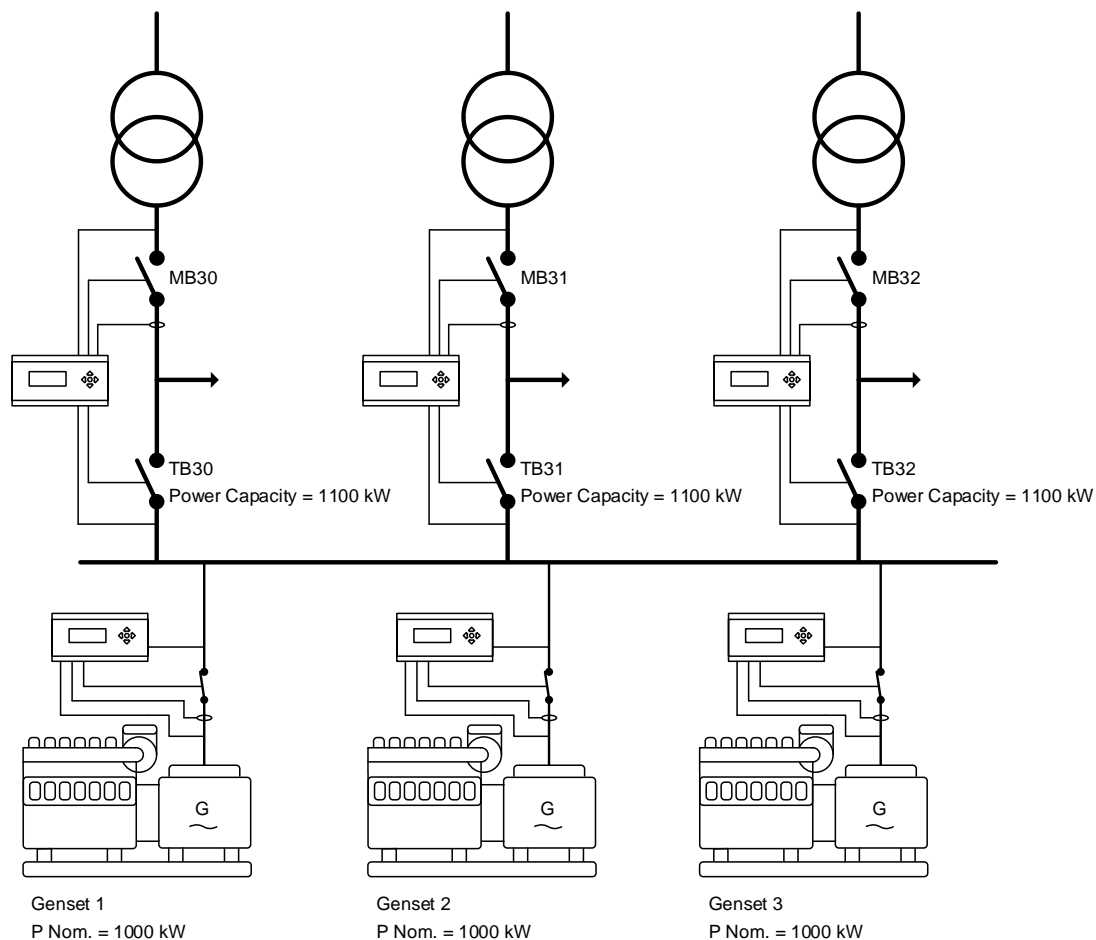 MB30
MB31
MB32
TB30
Power Capacity = 1100 kW
TB31
Power Capacity = 1100 kW
TB32
Power Capacity = 1100 kW
G
G
G
Genset 1
P Nom. = 1000 kW
Genset 2
P Nom. = 1000 kW
Genset 3
P Nom. = 1000 kW